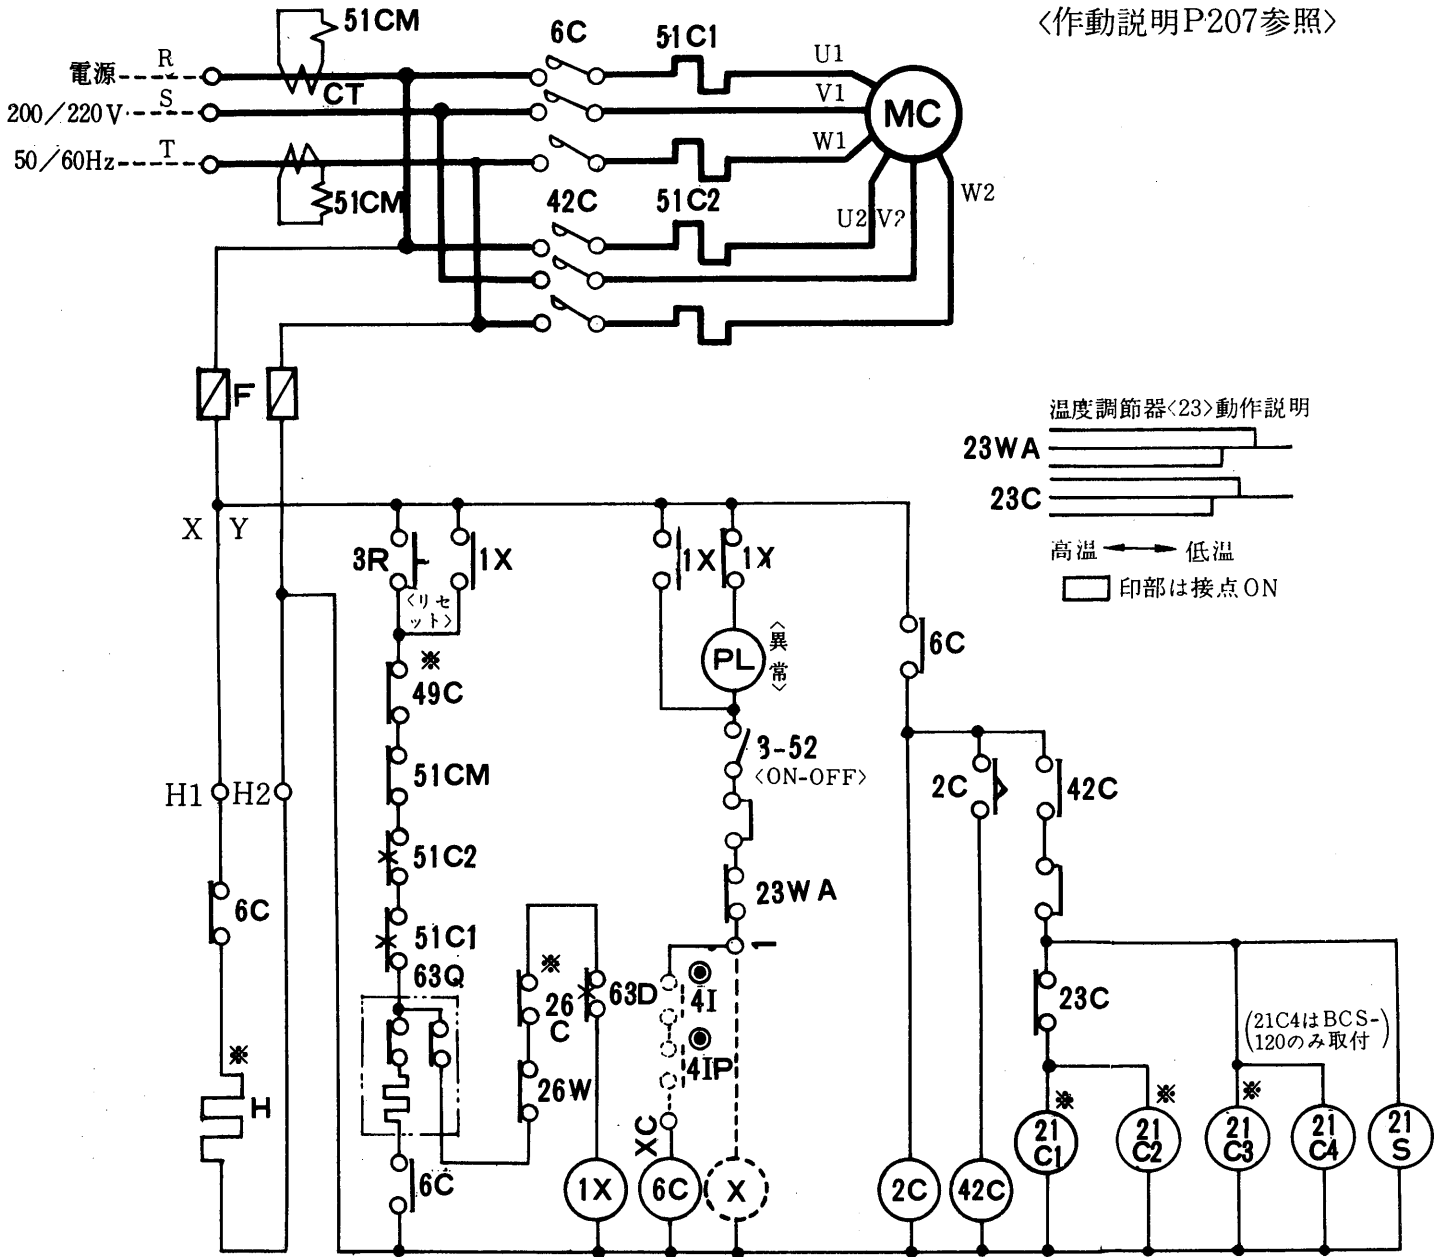 〈作動説明P207参照〉
51CM
6C
51C1
U1
電源
R
CT
S
V1
MC
200／220V
50／60Hz
T
W1
51CM
42C
51C2
W2
U2
V2
F
温度調節器〈23〉動作説明
23WA
23C
高温
低温
印部は接点ON
X
Y
3R
1X
1X
1X
〈リセ
ット〉
PL
〈異常〉
6C
※
49C
3-52
〈ON-OFF〉
51CM
2C
42C
H1
H2
51C2
23WA
6C
51C1
1
63Q
※
26
C
63D
4I
23C
(21C4はBCS-
120のみ取付)
4IP
※
H
26W
XC
※
21
C1
※
21
C2
※
21
C3
21
C4
21
S
6C
1X
6C
X
2C
42C